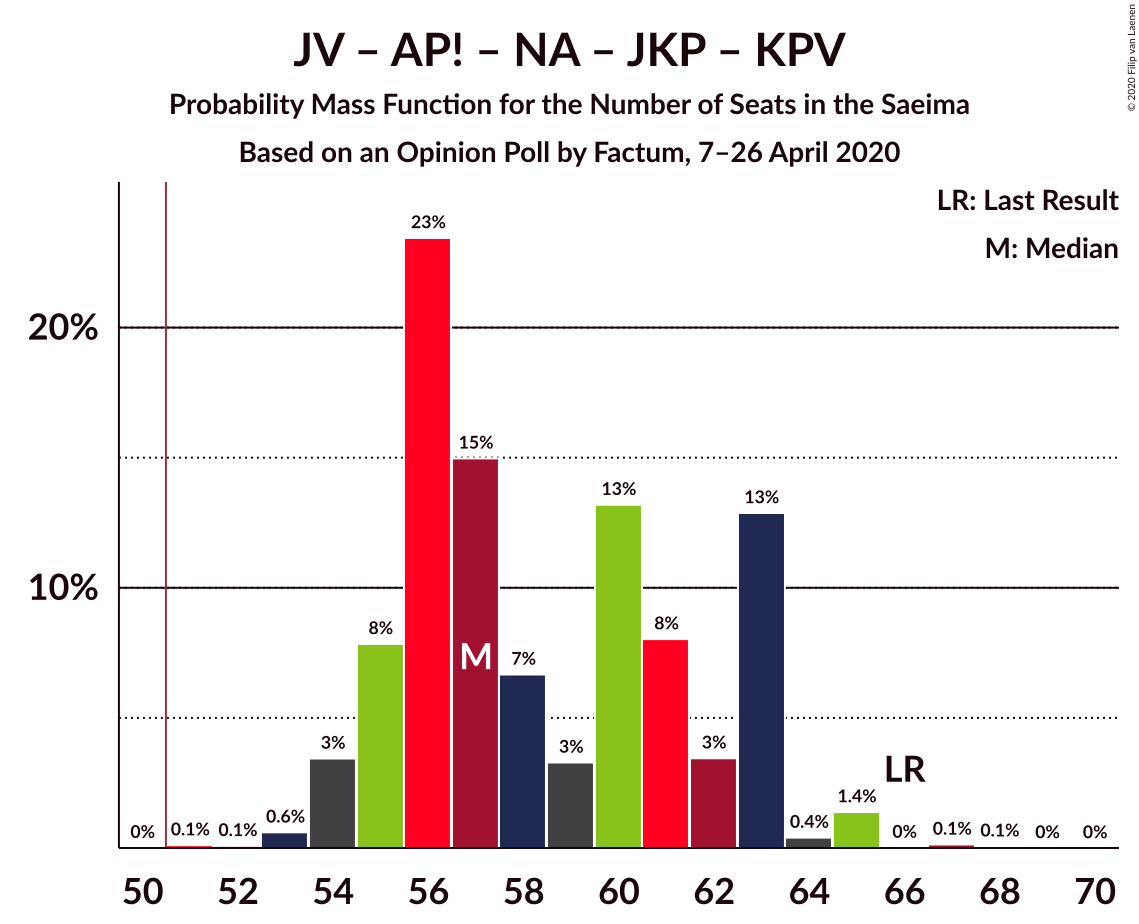 JV – AP! – NA – JKP – KPV
Probability Mass Function for the Number of Seats in the Saeima
Based on an Opinion Poll by Factum, 7–26 April 2020
© 2020 Filip van Laenen
LR: Last Result
M: Median
20%
10%
0%
0.1%
0.1%
0.6%
3%
8%
23%
15%
7%
3%
13%
8%
3%
13%
0.4%
1.4%
0%
0.1%
0.1%
0%
0%
M
LR
50 52 54 56 58 60 62 64 66 68 70